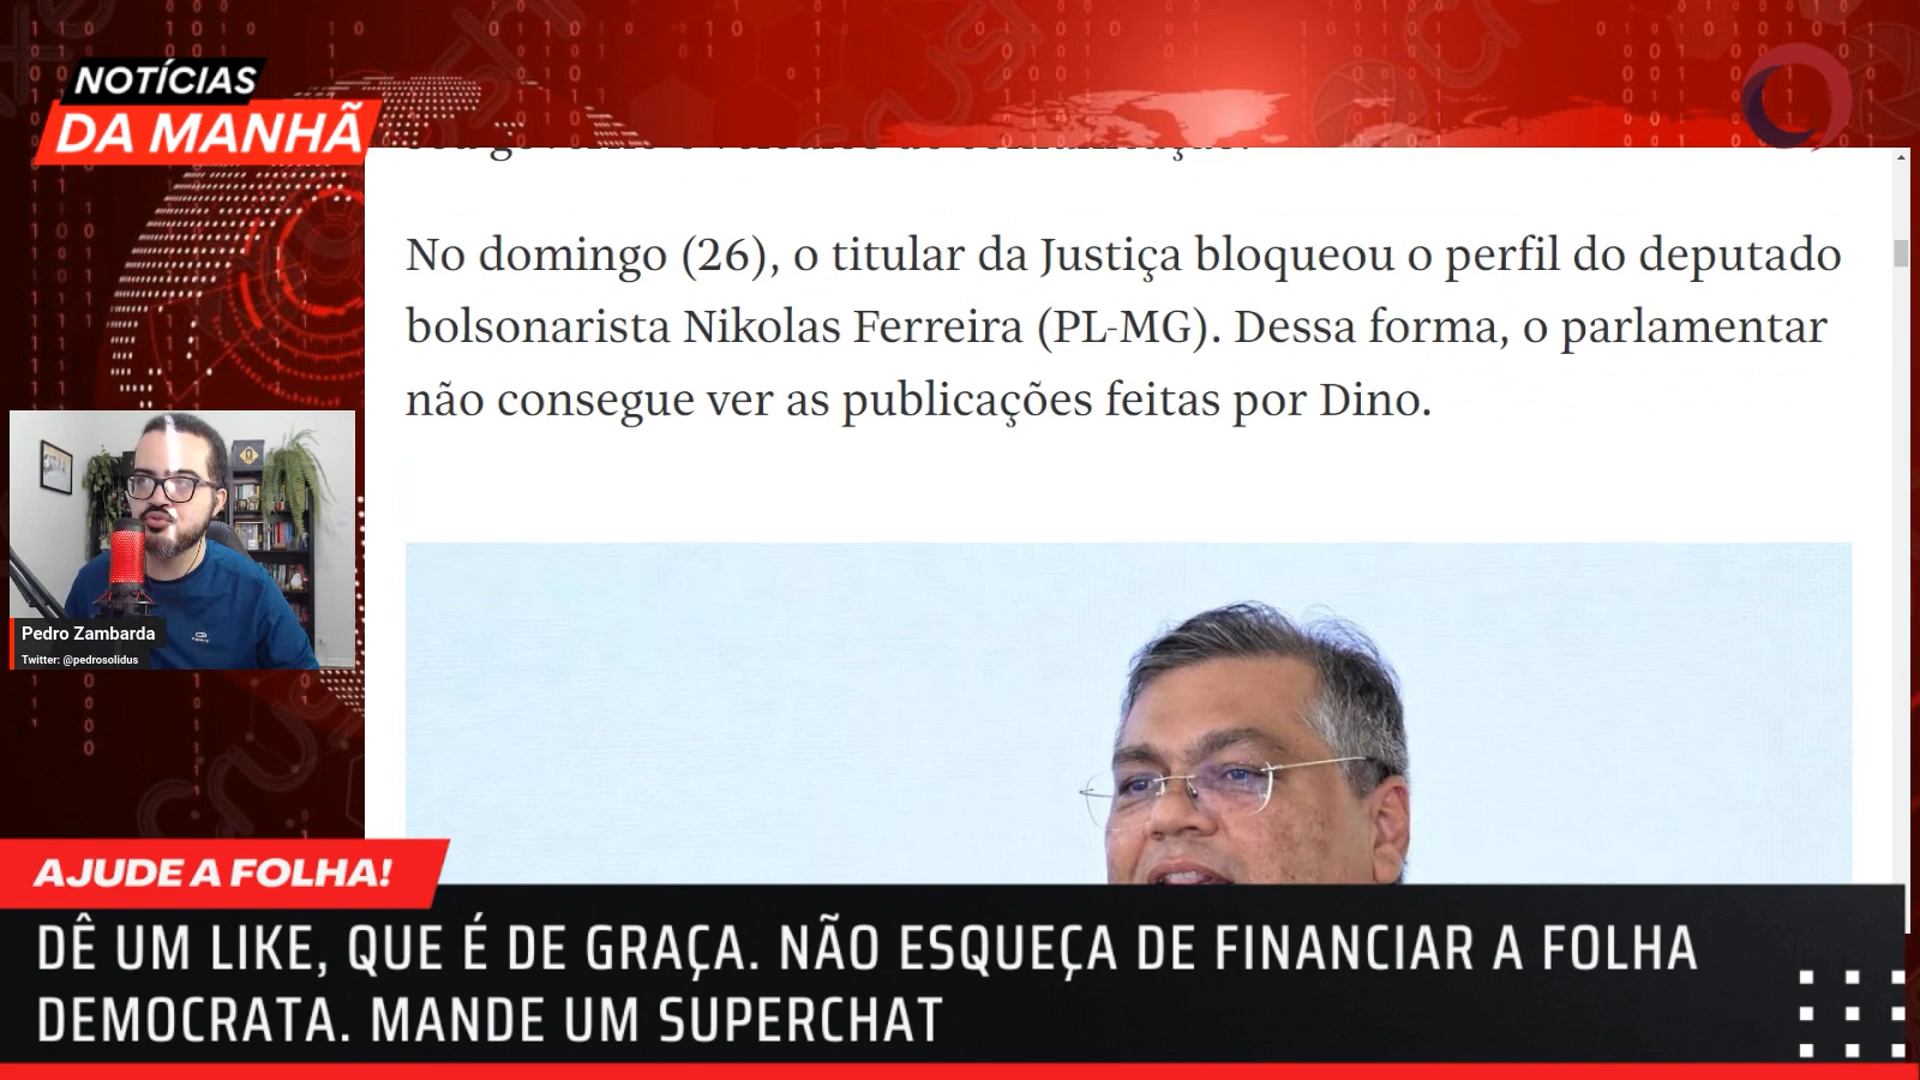 NOTÍCIAS
DA MANHÃ
No domingo (26), o titular da Justiça bloqueou o perfil do deputado
bolsonarista Nikolas Ferreira (PL-MG). Dessa forma, o parlamentar
não consegue ver as publicações feitas por Dino.
Pedro Zambarda
Twitter: @pedrosolidus
AJUDE A FOLHA!
DÊ UM LIKE, QUE É DE GRAÇA. NÃO ESQUEÇA DE FINANCIAR A FOLHA
DEMOCRATA. MANDE UM SUPERCHAT